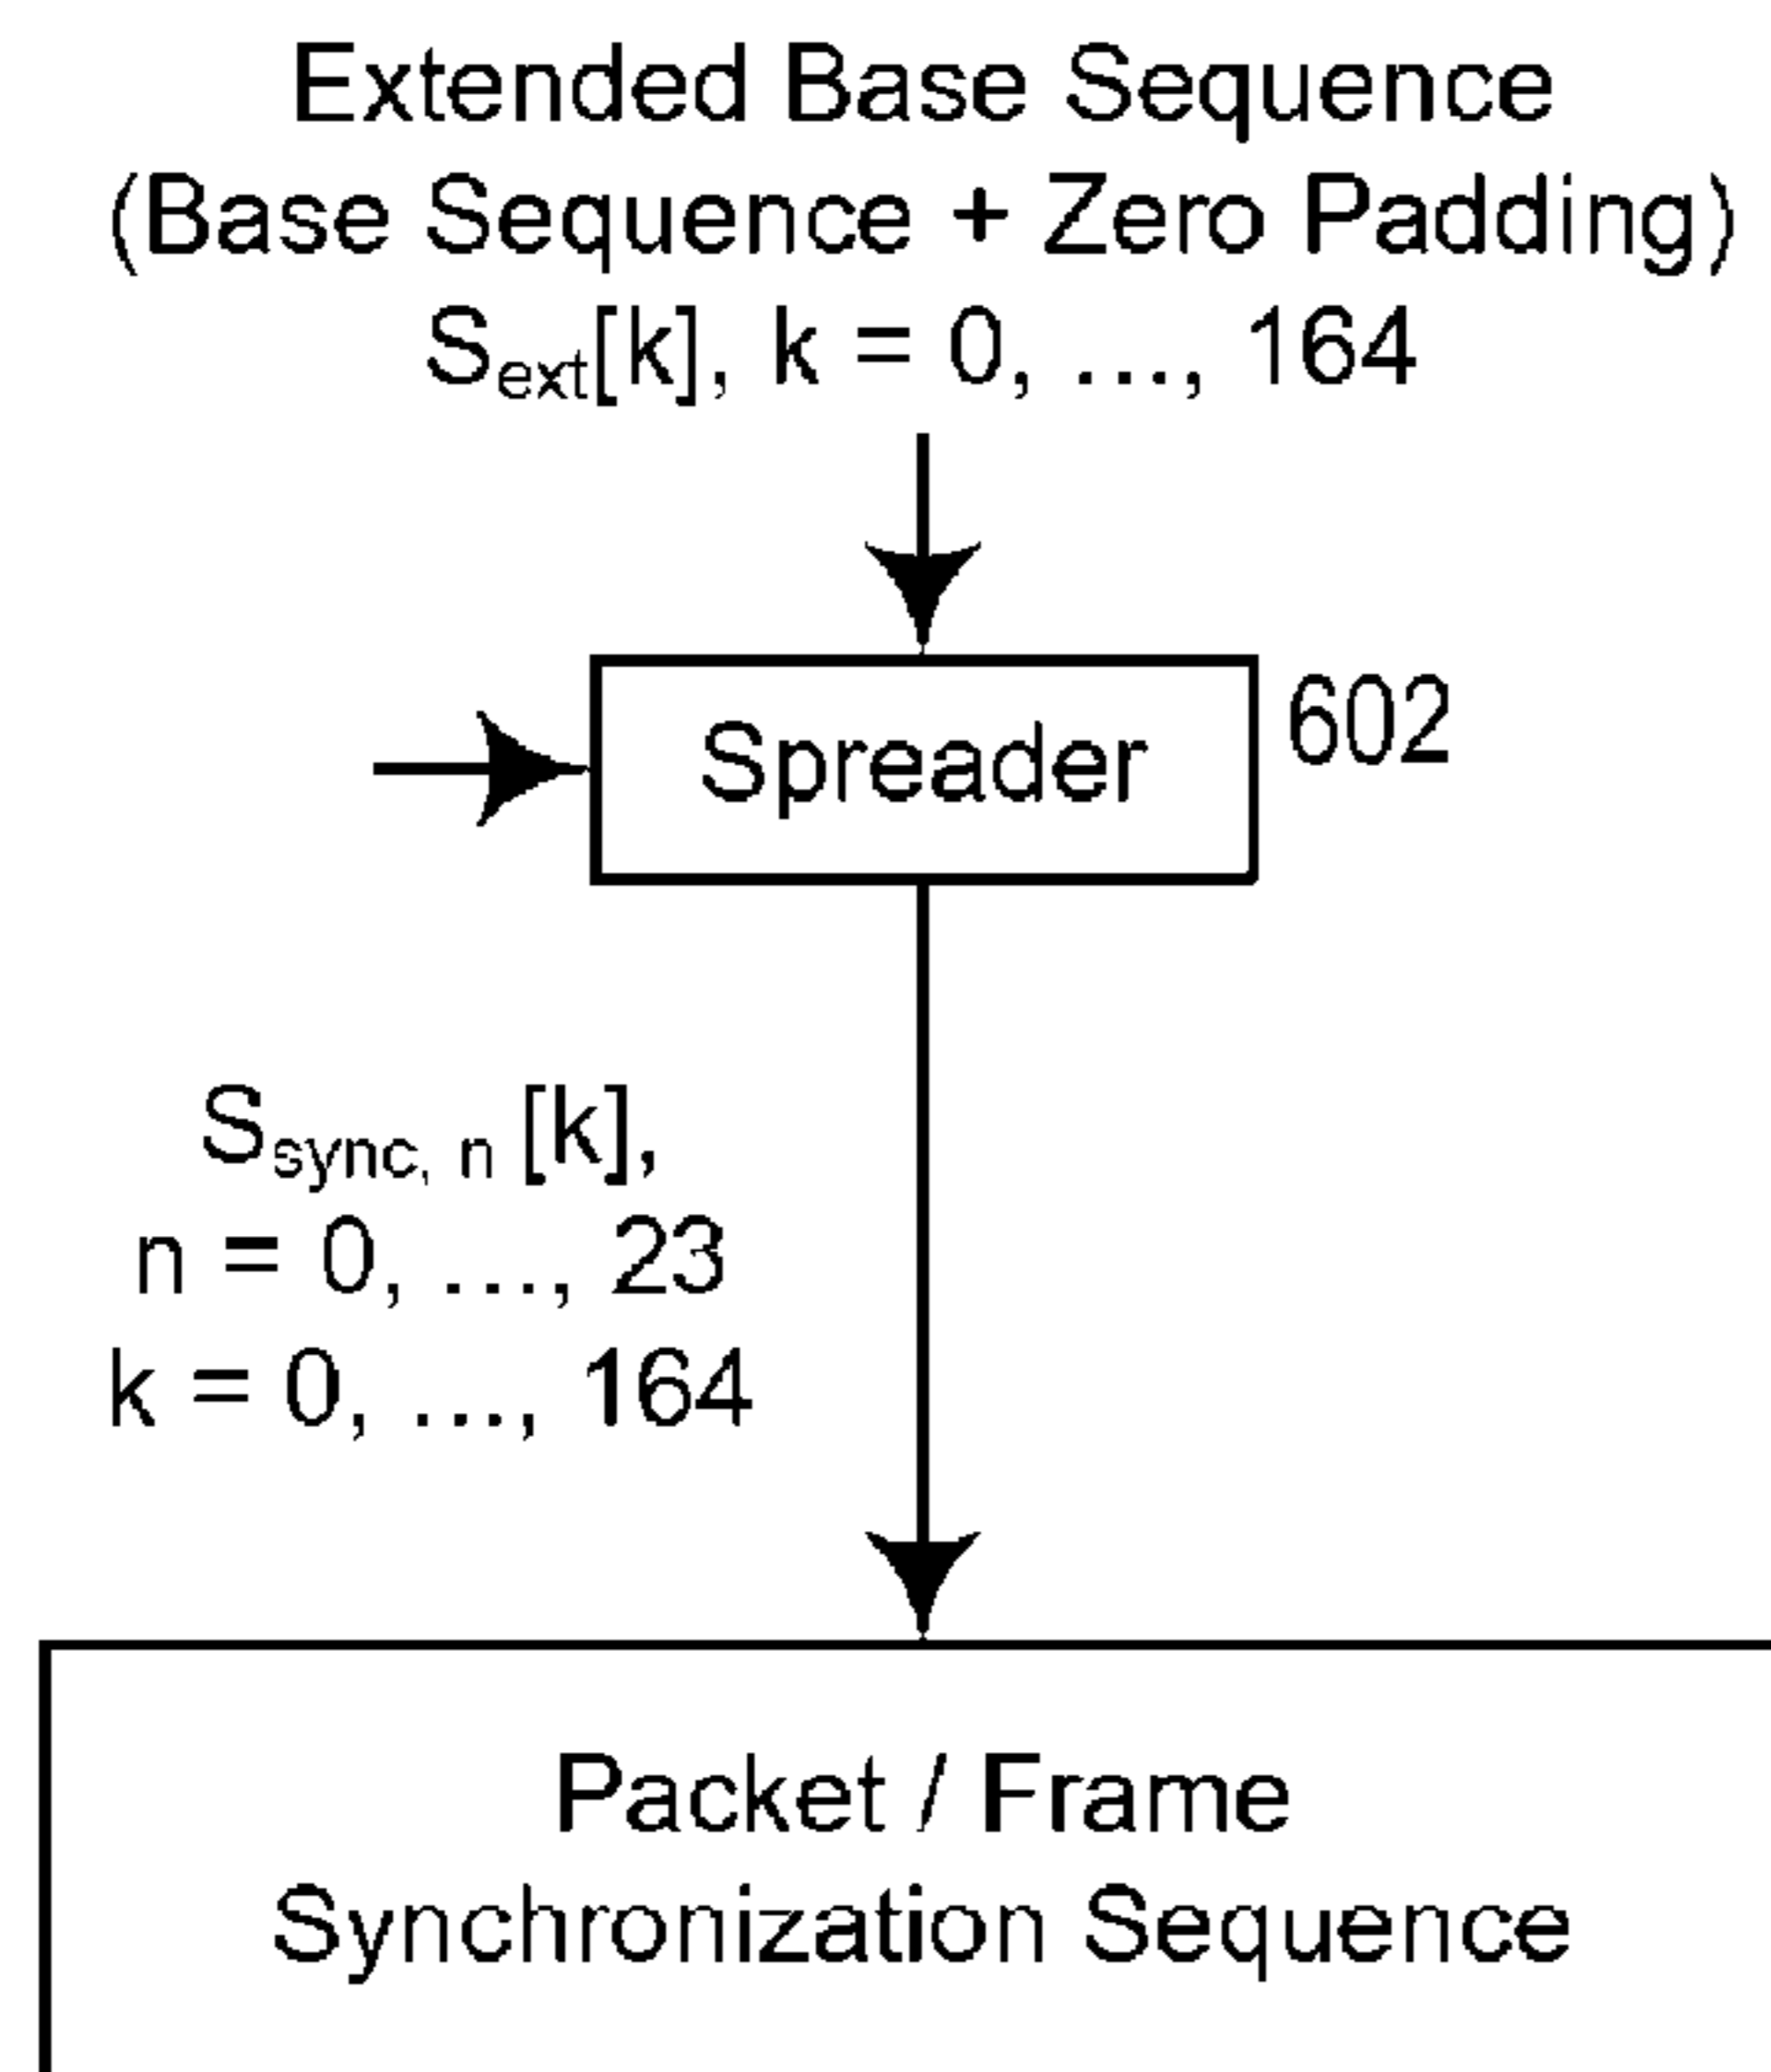 Extended Base Sequence
(Base Sequence + Zero Padding)
Sext[k], k = 0, ..., 164
Spreader
602
Ssync, n [k],
n = 0, ..., 23
k = 0, ..., 164
Packet / Frame
Synchronization Sequence